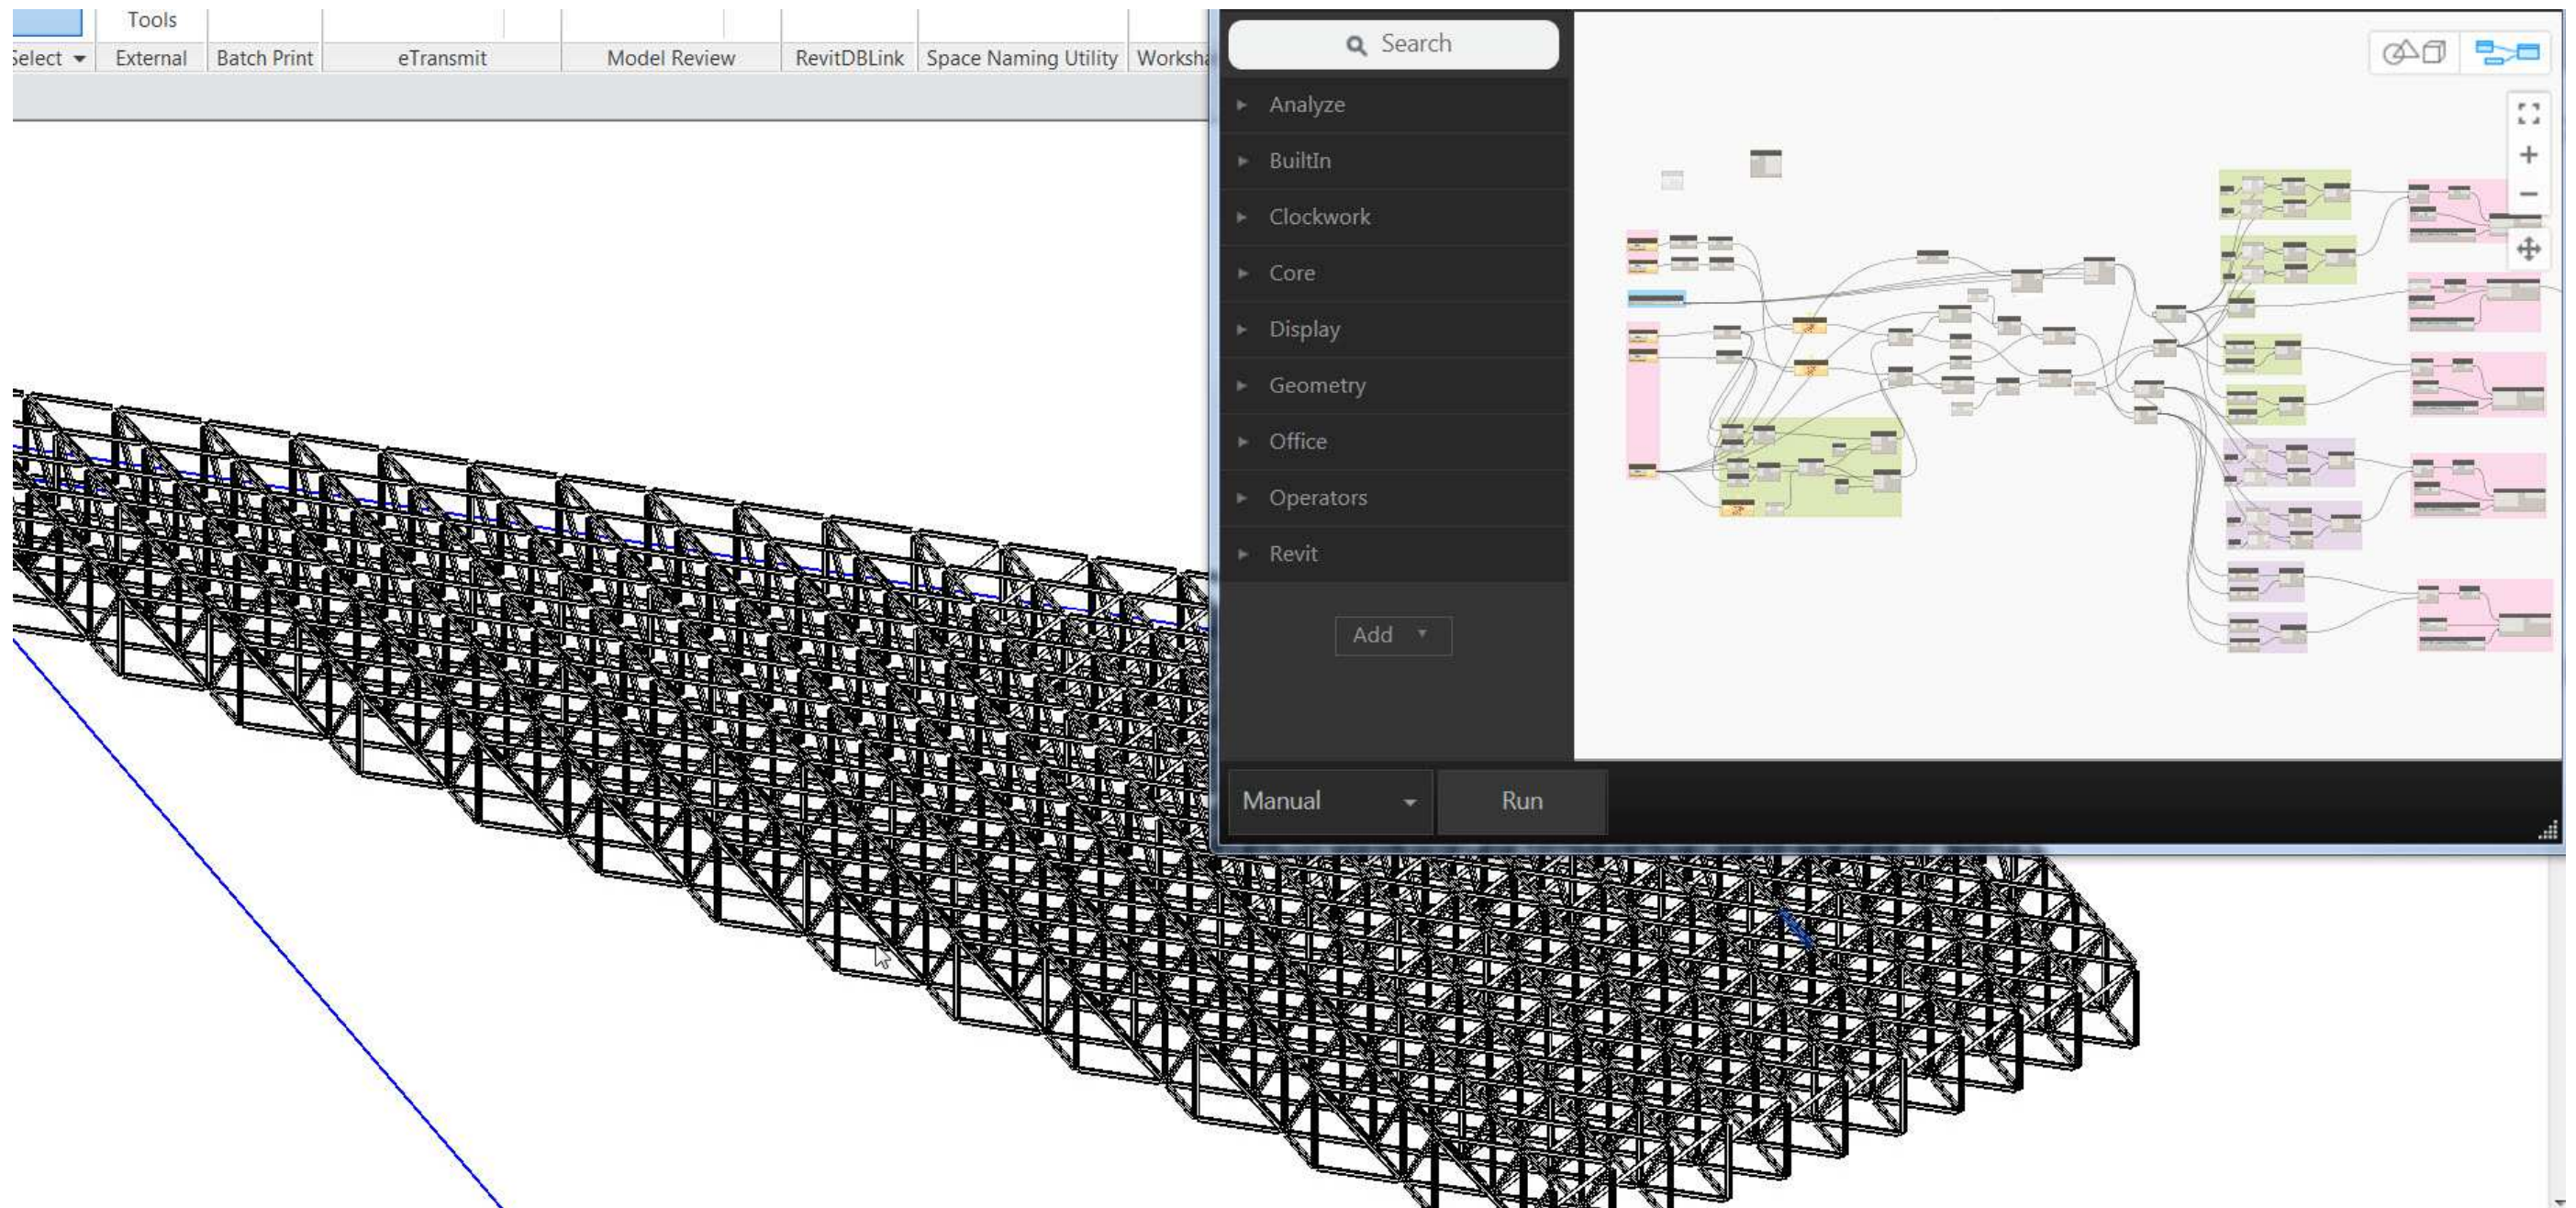 Tools
Select
External
Batch Print
eTransmit
Model Review
RevitDBLink
Space Naming Utility
Worksha
Search
Analyze
BuiltIn
Clockwork
Core
Display
Geometry
Office
Operators
Revit
Add
Manual
Run